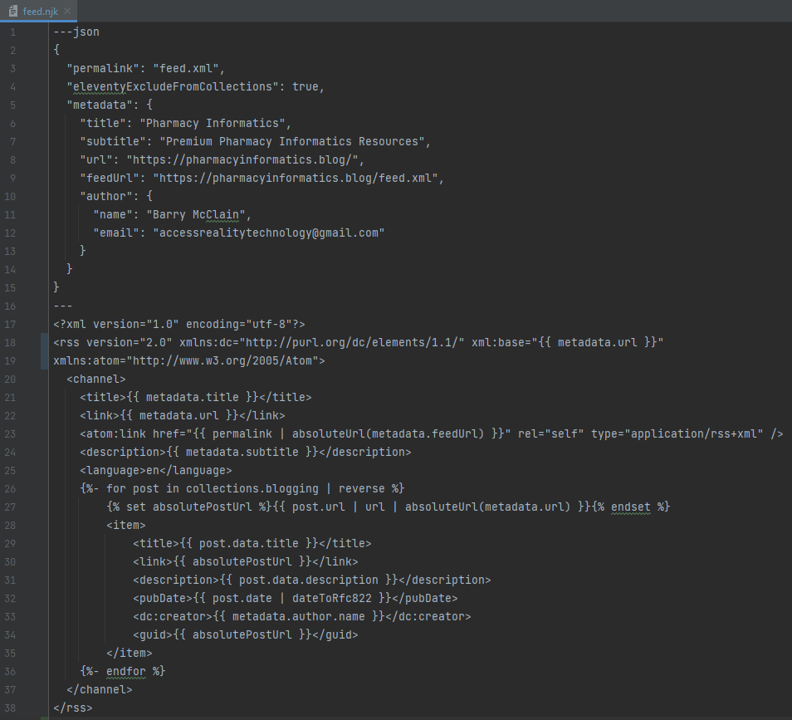 feed.njk
1 ---json
2 {
3   "permalink": "feed.xml",
4   "eleventyExcludeFromCollections": true,
5   "metadata": {
6     "title": "Pharmacy Informatics",
7     "subtitle": "Premium Pharmacy Informatics Resources",
8     "url": "https://pharmacyinformatics.blog/",
9     "feedUrl": "https://pharmacyinformatics.blog/feed.xml",
10     "author": {
11       "name": "Barry McClain",
12       "email": "accessrealitytechnology@gmail.com"
13     }
14   }
15 }
16 ---
17 <?xml version="1.0" encoding="utf-8"?>
18 <rss version="2.0" xmlns:dc="http://purl.org/dc/elements/1.1/" xml:base="{{ metadata.url }}"
19 xmlns:atom="http://www.w3.org/2005/Atom">
20   <channel>
21     <title>{{ metadata.title }}</title>
22     <link>{{ metadata.url }}</link>
23     <atom:link href="{{ permalink | absoluteUrl(metadata.feedUrl) }}" rel="self" type="application/rss+xml" />
24     <description>{{ metadata.subtitle }}</description>
25     <language>en</language>
26     {%- for post in collections.blogging | reverse %}
27         {% set absolutePostUrl %}{{ post.url | url | absoluteUrl(metadata.url) }}{% endset %}
28         <item>
29             <title>{{ post.data.title }}</title>
30             <link>{{ absolutePostUrl }}</link>
31             <description>{{ post.data.description }}</description>
32             <pubDate>{{ post.date | dateToRfc822 }}</pubDate>
33             <dc:creator>{{ metadata.author.name }}</dc:creator>
34             <guid>{{ absolutePostUrl }}</guid>
35         </item>
36     {%- endfor %}
37   </channel>
38 </rss>